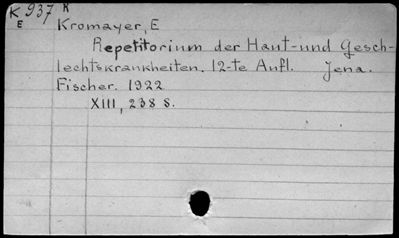 K 937 K
E
Kromayer, E
Repetitorium der Haut- und Gesch-
lechtskrankheiten. 12-te Aufl. Jena.
Fischer. 1922
XIII, 238 S.